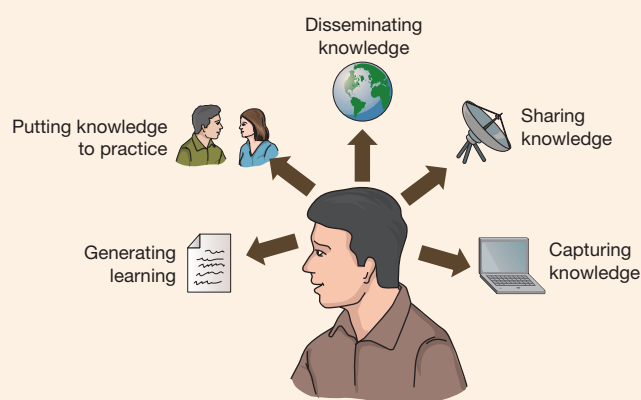 Disseminating
knowledge
Putting knowledge
to practice
Sharing
knowledge
Generating
learning
Capturing
knowledge